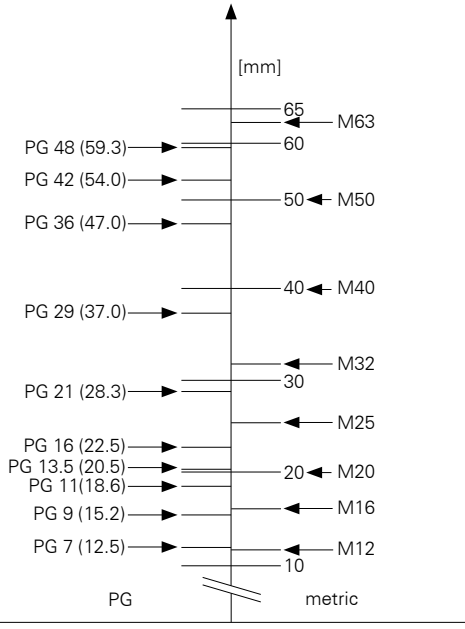 [mm]
65
M63
60
PG 48 (59.3)
PG 42 (54.0)
50 M50
PG 36 (47.0)
40 M40
PG 29 (37.0)
M32
30
PG 21 (28.3)
M25
PG 16 (22.5)
PG 13.5 (20.5)
20 M20
PG 11(18.6)
M16
PG 9 (15.2)
PG 7 (12.5)
M12
10
PG metric